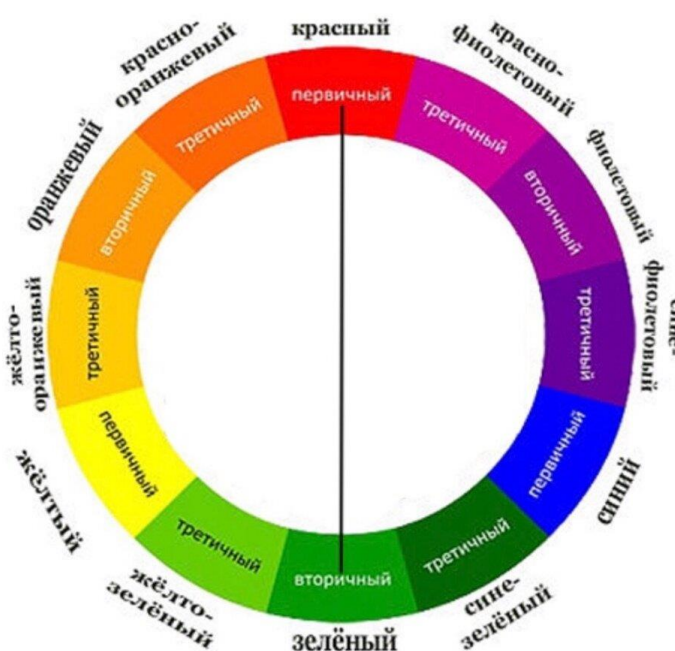 красный
первичный
красно-
фиолетовый
третичный
фиолетовый
вторичный
сине-
фиолетовый
третичный
синий
первичный
сине-
зелёный
третичный
зелёный
вторичный
жёлто-
зелёный
третичный
жёлтый
первичный
жёлто-
оранжевый
третичный
оранжевый
вторичный
красно-
оранжевый
третичный